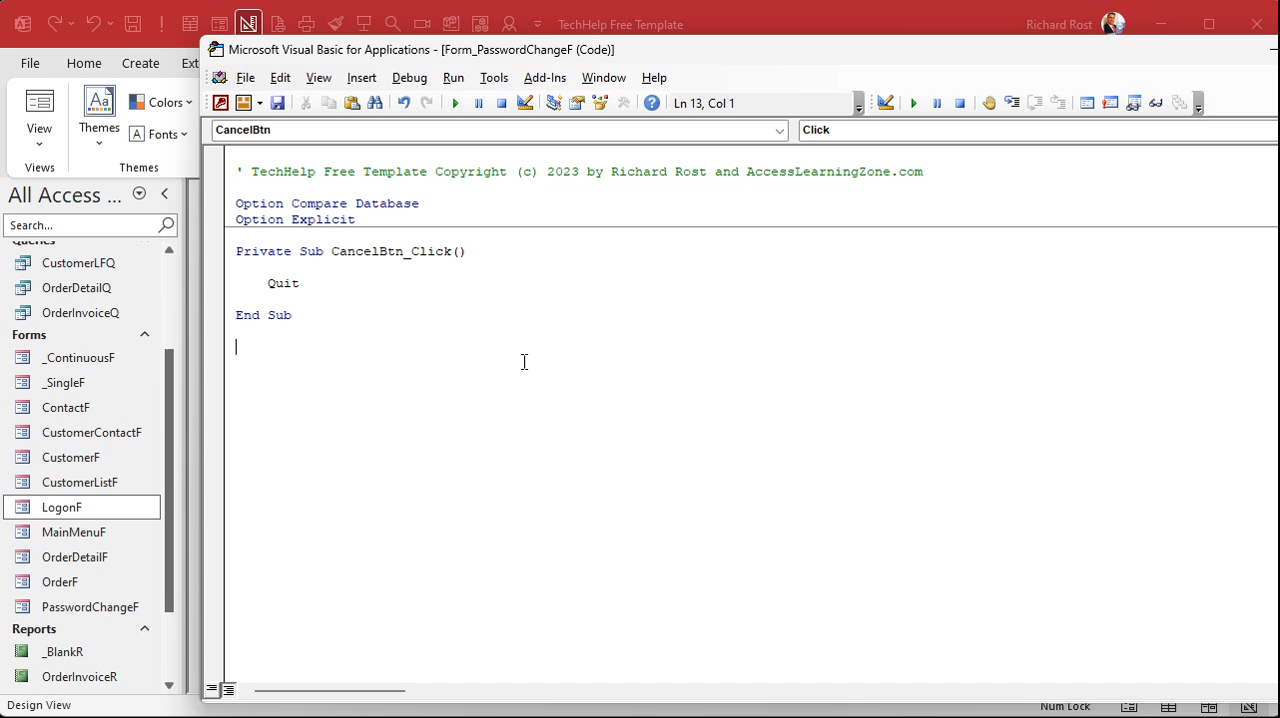 TechHelp Free Template
Richard Rost
Microsoft Visual Basic for Applications - [Form_PasswordChangeF (Code)]
File Home Create
File Edit View Insert Debug Run Tools Add-Ins Window Help
View
Aa
Themes
Colors
A Fonts
Views Themes
Ln 13, Col 1
CancelBtn
Click
All Access ...
Search...
Queries
CustomerLFQ
OrderDetailQ
OrderInvoiceQ
Forms
_ContinuousF
_SingleF
ContactF
CustomerContactF
CustomerF
CustomerListF
LogonF
MainMenuF
OrderDetailF
OrderF
PasswordChangeF
Reports
_BlankR
OrderInvoiceR
' TechHelp Free Template Copyright (c) 2023 by Richard Rost and AccessLearningZone.com
Option Compare Database
Option Explicit
Private Sub CancelBtn_Click()
Quit
End Sub
Design View
Num Lock